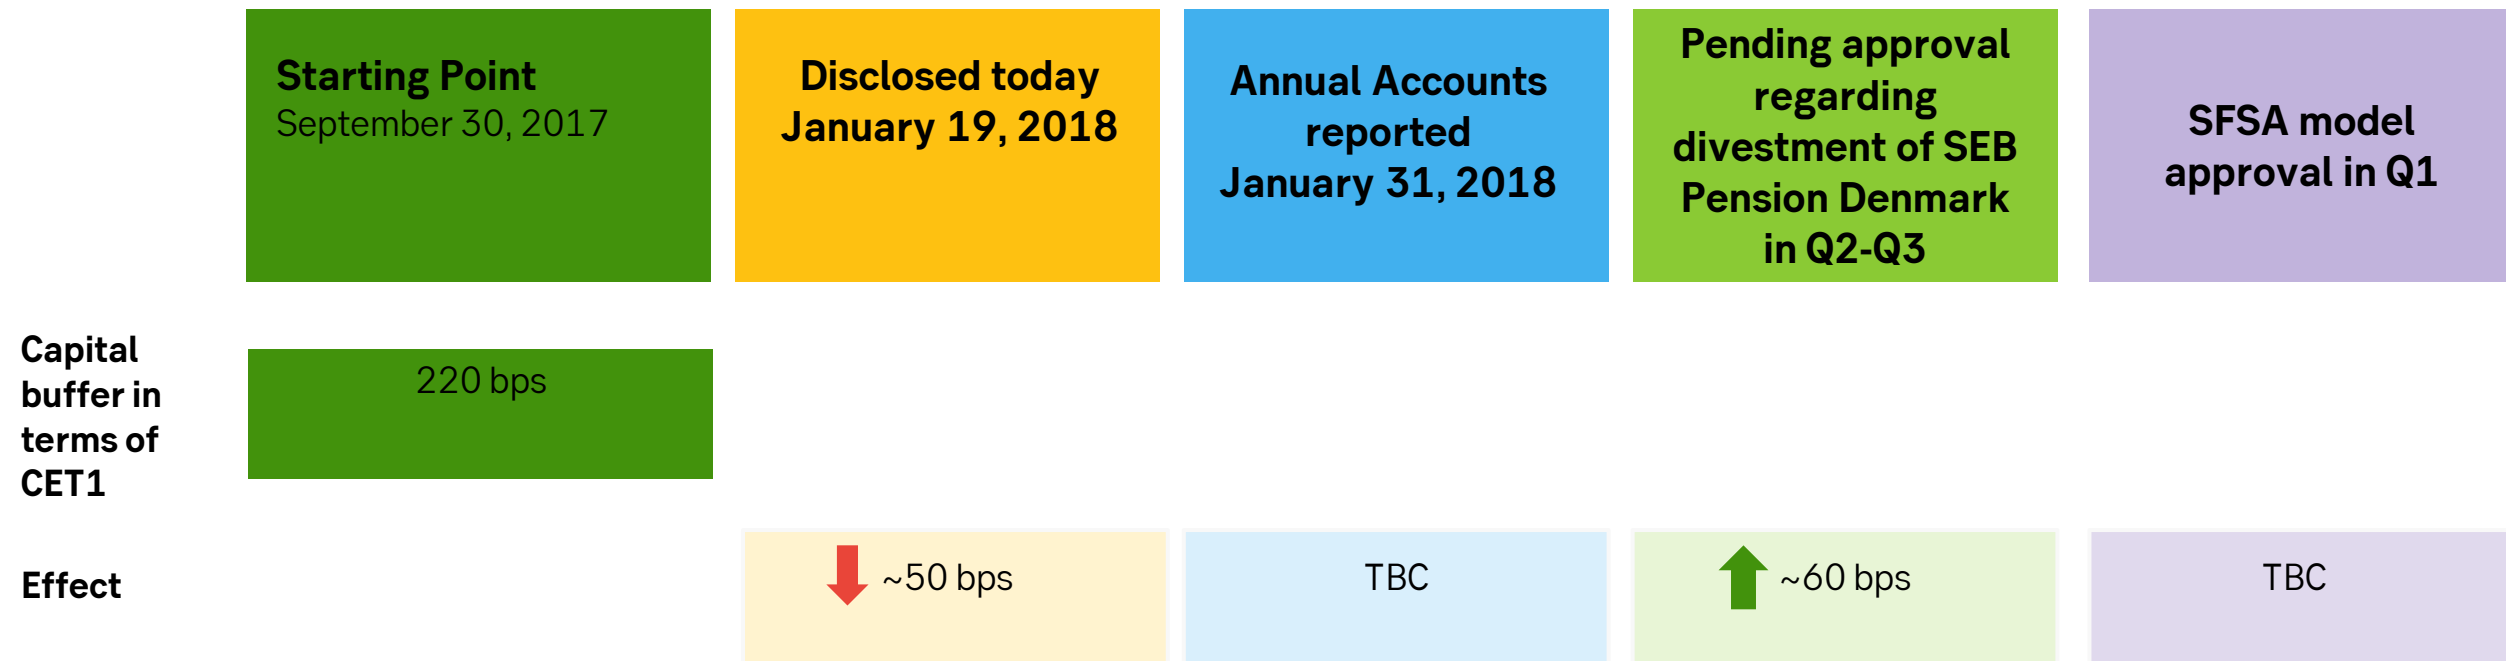 Starting Point
September 30, 2017
Disclosed today
January 19, 2018
Annual Accounts
reported
January 31, 2018
Pending approval
regarding
divestment of SEB
Pension Denmark
in Q2-Q3
SFSA model
approval in Q1
Capital
buffer in
terms of
CET1
220 bps
Effect
~50 bps
TBC
~60 bps
TBC